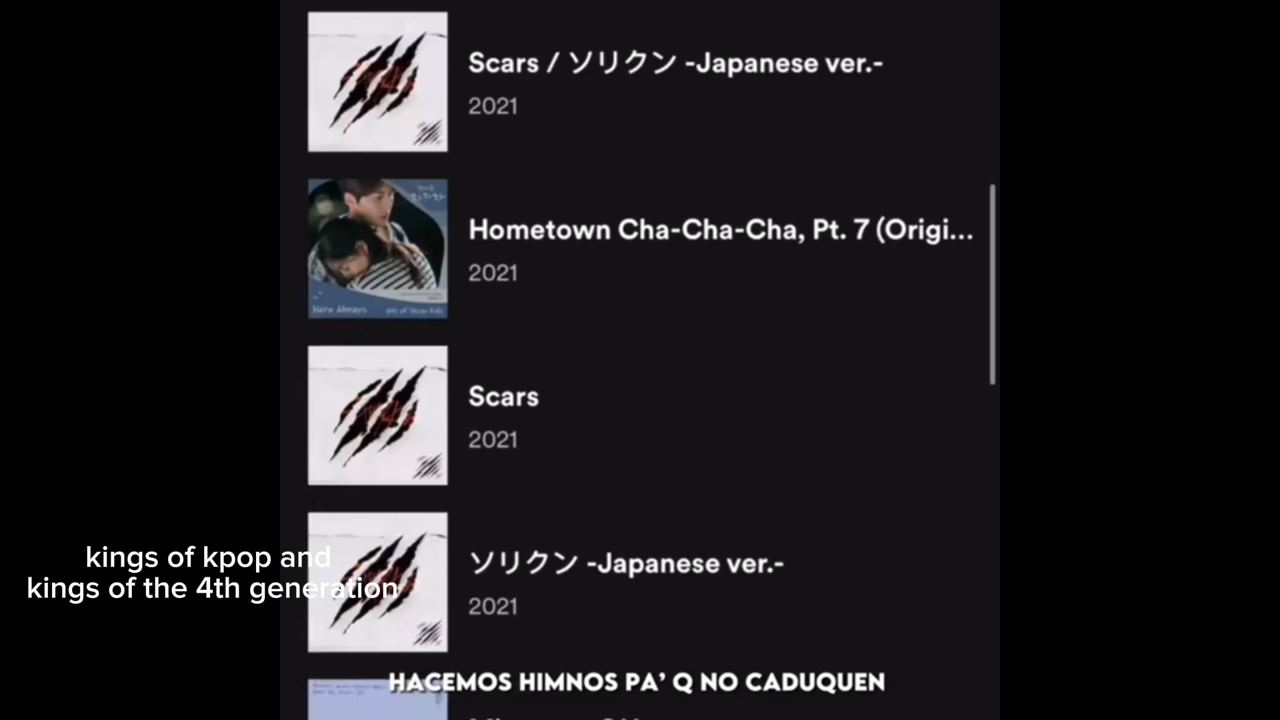 Scars / ソリクン -Japanese ver.-
2021
Hometown Cha-Cha-Cha, Pt. 7 (Origi...
2021
Here Always
Scars
2021
ソリクン -Japanese ver.-
2021
kings of kpop and
kings of the 4th generation
HACEMOS HIMNOS PA' Q NO CADUQUEN